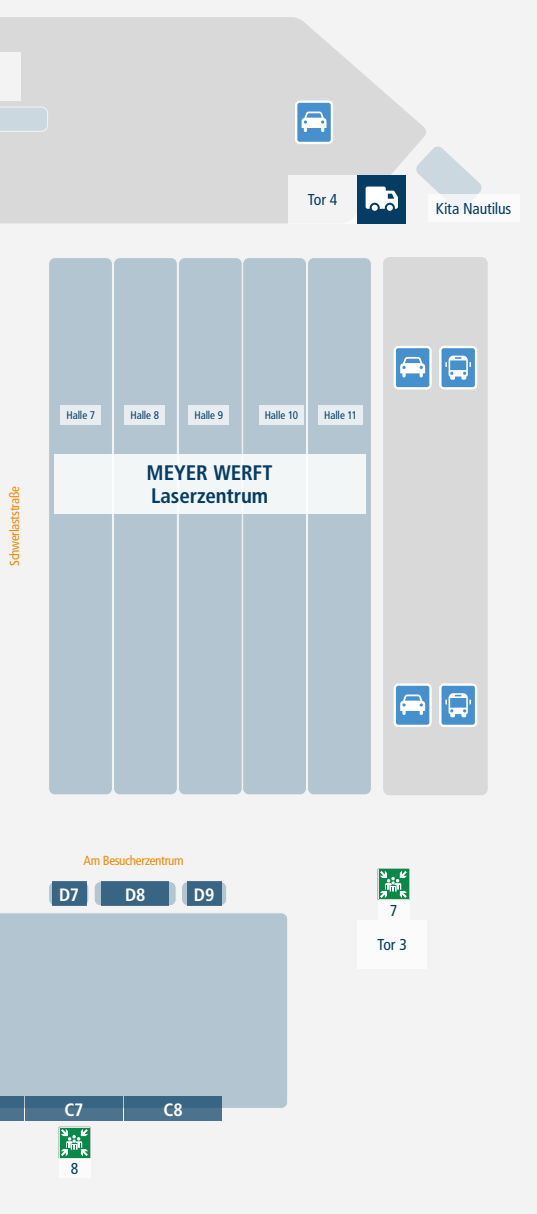 Tor 4
Kita Nautilus
Halle 7
Halle 8
Halle 9
Halle 10
Halle 11
MEYER WERFT
Laserzentrum
Schwerlaststraße
Am Besucherzentrum
D7
D8
D9
7
Tor 3
C7
C8
8